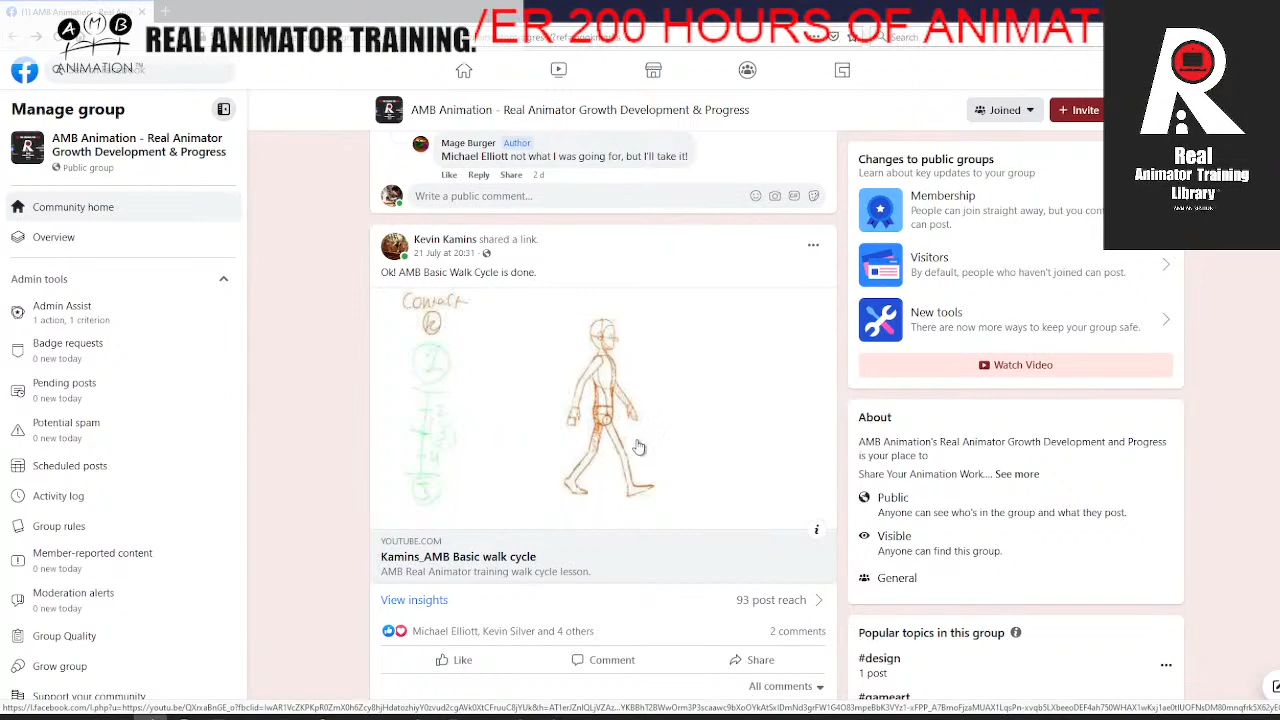 (1) AMB Animation - Real
AMB
ANIMATION
REAL ANIMATOR TRAINING.
VER 200 HOURS OF ANIMAT
Search
Manage group
AMB Animation - Real Animator
Growth Development & Progress
Public group
Community home
Overview
Admin tools
Admin Assist
1 action, 1 criterion
Badge requests
0 new today
Pending posts
0 new today
Potential spam
0 new today
Scheduled posts
Activity log
Group rules
Member-reported content
0 new today
Moderation alerts
0 new today
Group Quality
Grow group
Support your community
AMB Animation - Real Animator Growth Development & Progress
Joined
+ Invite
Mage Burger Author
Michael Elliott not what I was going for, but I'll take it!
Like Reply Share 2 d
Write a public comment...
Kevin Kamins shared a link.
21 July at 20:31
Ok! AMB Basic Walk Cycle is done.
Contact
YOUTUBE.COM
Kamins_AMB Basic walk cycle
AMB Real Animator training walk cycle lesson.
View insights
93 post reach
Michael Elliott, Kevin Silver and 4 others
2 comments
Like
Comment
Share
All comments
R
Real
Animator Training
Library
Changes to public groups
Learn about key updates to your group
Membership
People can join straight away, but you
can post.
Visitors
By default, people who haven't joined can post.
New tools
There are now more ways to keep your group safe.
Watch Video
About
AMB Animation's Real Animator Growth Development and Progress
is your place to
Share Your Animation Work.... See more
Public
Anyone can see who's in the group and what they post.
Visible
Anyone can find this group.
General
Popular topics in this group
#design
1 post
#gameart